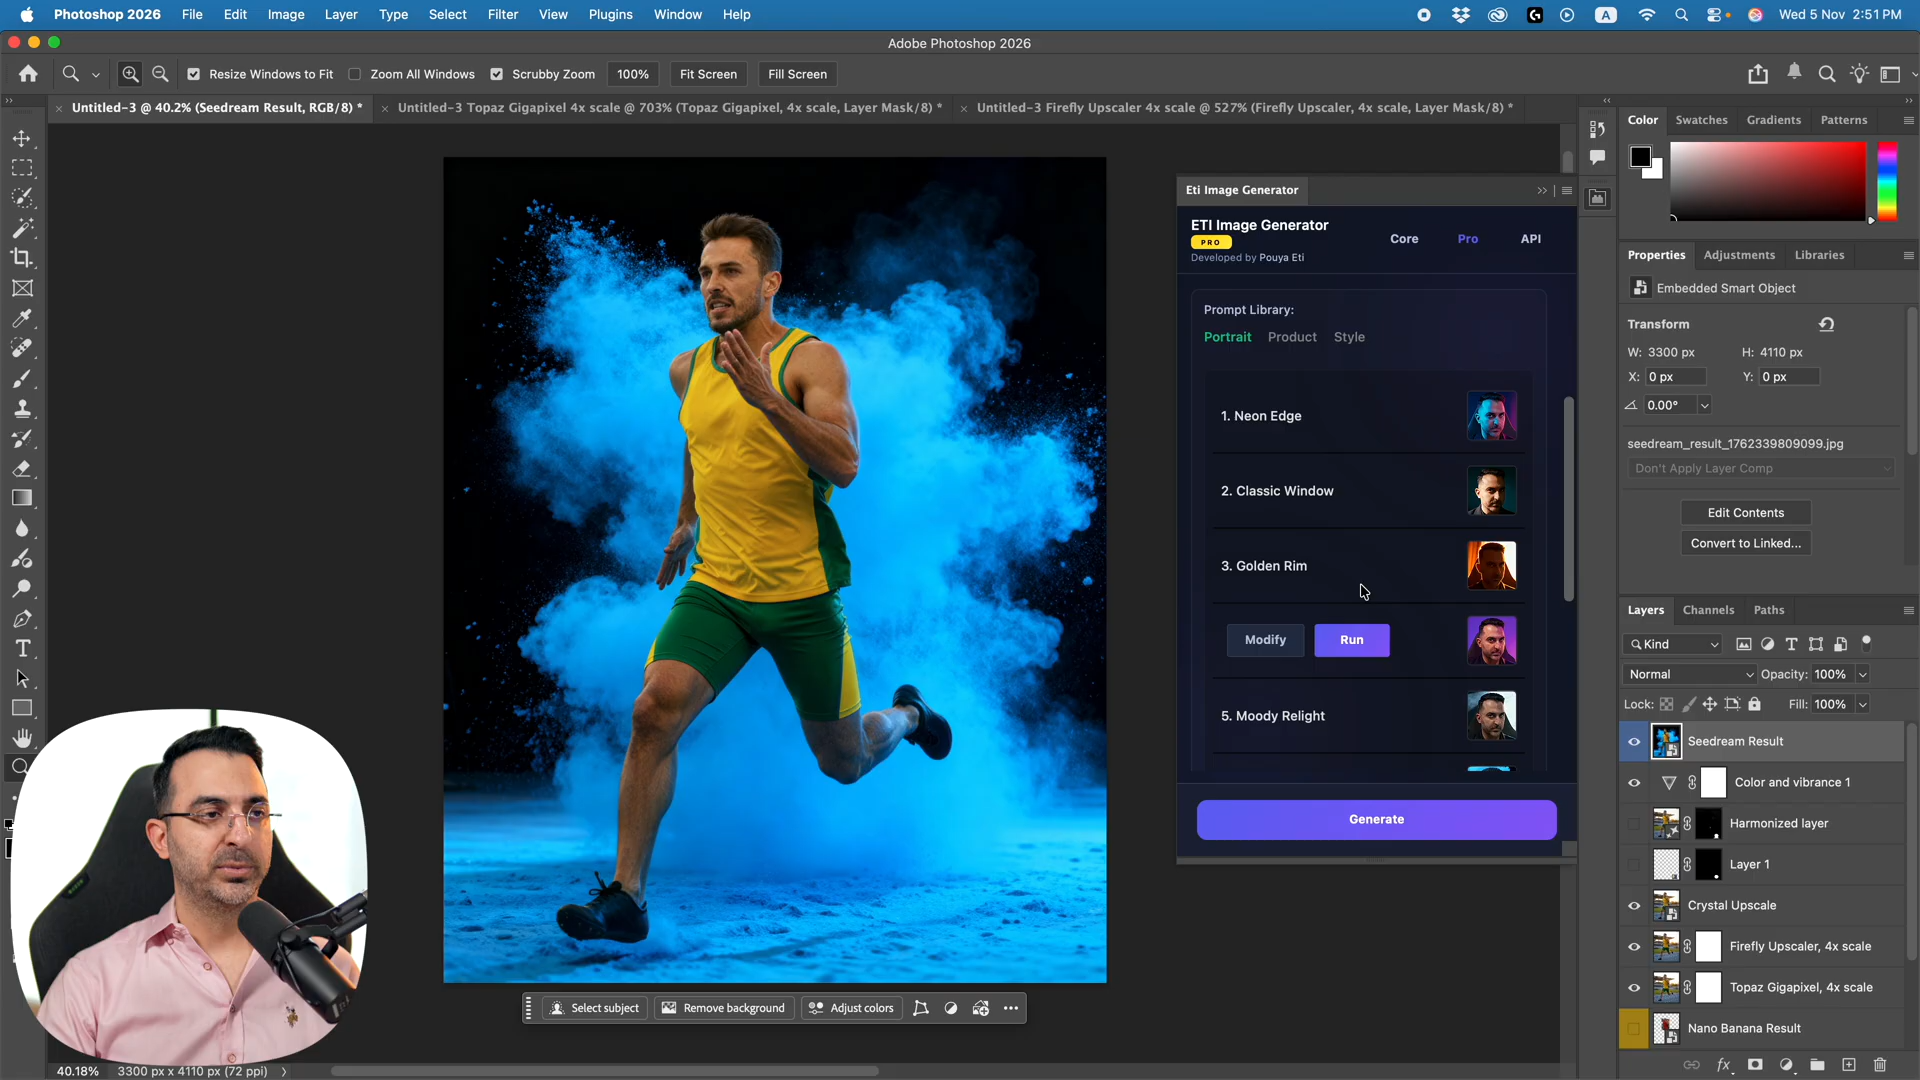 Photoshop 2026 File Edit Image Layer Type Select Filter View Plugins Window Help
A Wed 5 Nov 2:51 PM
Adobe Photoshop 2026
Resize Windows to Fit Zoom All Windows Scrubby Zoom 100% Fit Screen Fill Screen
Untitled-3 @ 40.2% (Seedream Result, RGB/8) *
Untitled-3 Topaz Gigapixel 4x scale @ 703% (Topaz Gigapixel, 4x scale, Layer Mask/8) *
Untitled-3 Firefly Upscaler 4x scale @ 527% (Firefly Upscaler, 4x scale, Layer Mask/8) *
Eti Image Generator
ETI Image Generator
PRO
Developed by Pouya Eti
Core Pro API
Prompt Library:
Portrait Product Style
1. Neon Edge
2. Classic Window
3. Golden Rim
Modify Run
5. Moody Relight
Generate
Select subject Remove background Adjust colors
40.18% 3300 px x 4110 px (72 ppi)
Color Swatches Gradients Patterns
Properties Adjustments Libraries
Embedded Smart Object
Transform
W: 3300 px H: 4110 px
X: 0 px Y: 0 px
0.00°
seedream_result_1762339809099.jpg
Don't Apply Layer Comp
Edit Contents
Convert to Linked...
Layers Channels Paths
Kind
Normal Opacity: 100%
Lock: Fill: 100%
Seedream Result
Color and vibrance 1
Harmonized layer
Layer 1
Crystal Upscale
Firefly Upscaler, 4x scale
Topaz Gigapixel, 4x scale
Nano Banana Result
fx